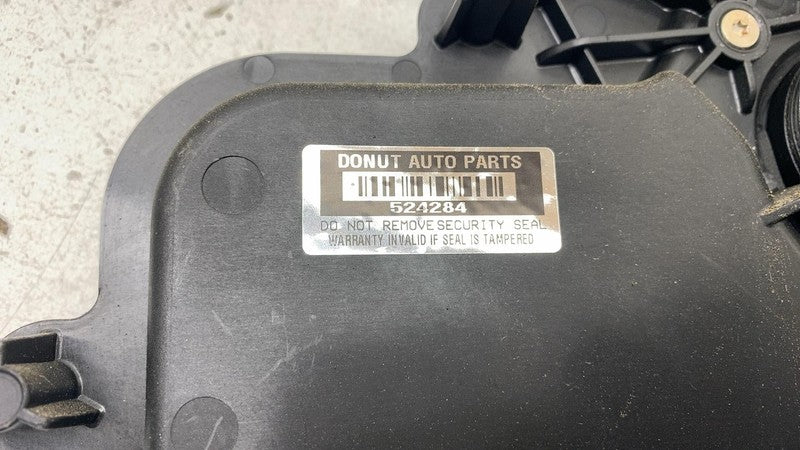 DONUT AUTO PARTS
524284
DO NOT REMOVE SECURITY SEAL
WARRANTY INVALID IF SEAL IS TAMPERED